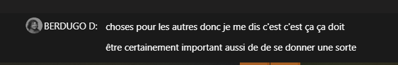 BERDUGO D: choses pour les autres donc je me dis c'est c'est ça ça doit
être certainement important aussi de de se donner une sorte